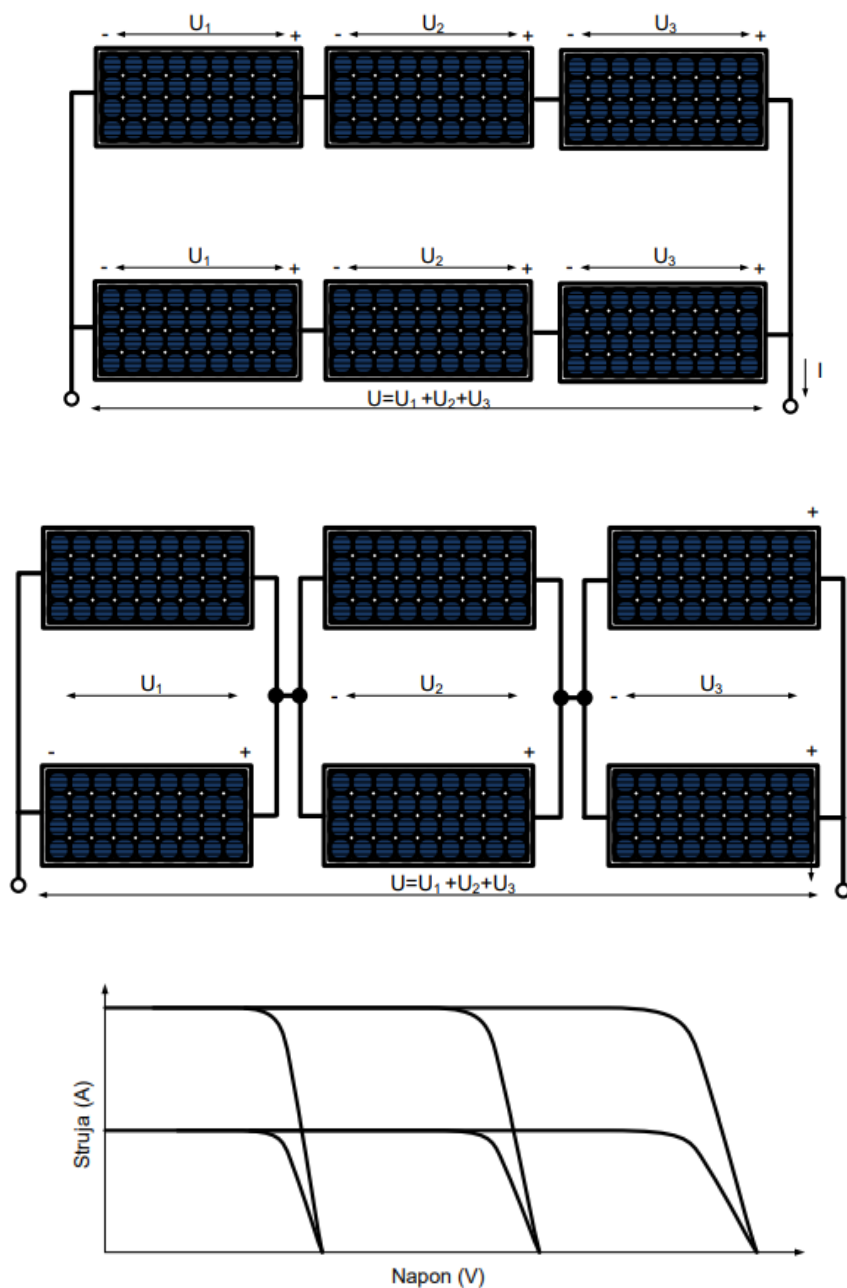 U₁ U₂ U₃
- + - + - +
U₁ U₂ U₃
- + - + - +
I
U=U₁ +U₂+U₃
+
U₁ U₂ U₃
- -
- + + +
U=U₁ +U₂+U₃
Struja (A)
Napon (V)